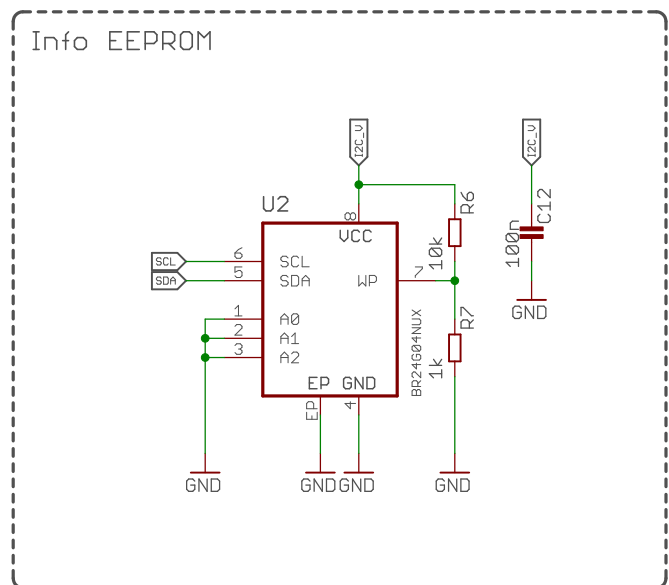 Info EEPROM
I2C_V
I2C_V
U2
8
VCC
R6
10k
C12
100n
SCL
6
SCL
SDA
5
SDA
WP
7
1
A0
2
A1
3
A2
R7
1k
BR24G04NUX
GND
EP
GND
EP
4
GND
GND
GND
GND